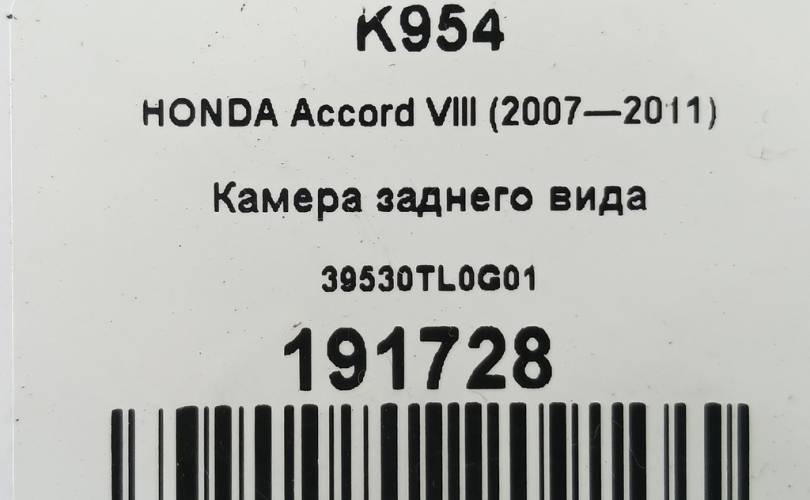 K954
HONDA Accord VIII (2007—2011)
Камера заднего вида
39530TL0G01
191728